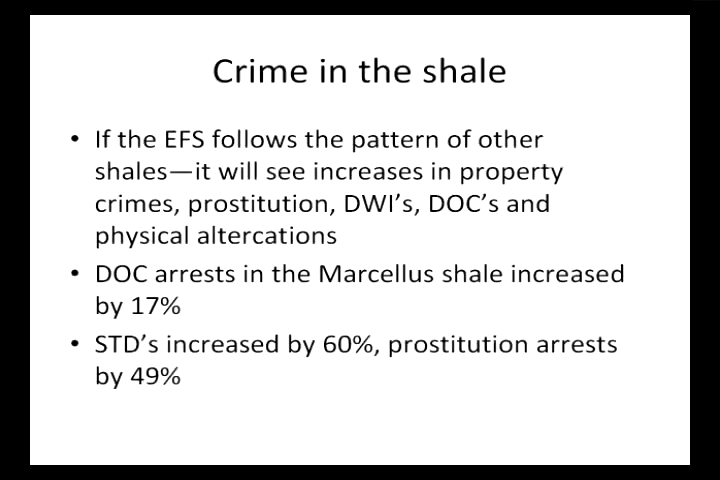 Crime in the shale
• If the EFS follows the pattern of other
shales—it will see increases in property
crimes, prostitution, DWI’s, DOC’s and
physical altercations
• DOC arrests in the Marcellus shale increased
by 17%
• STD’s increased by 60%, prostitution arrests
by 49%